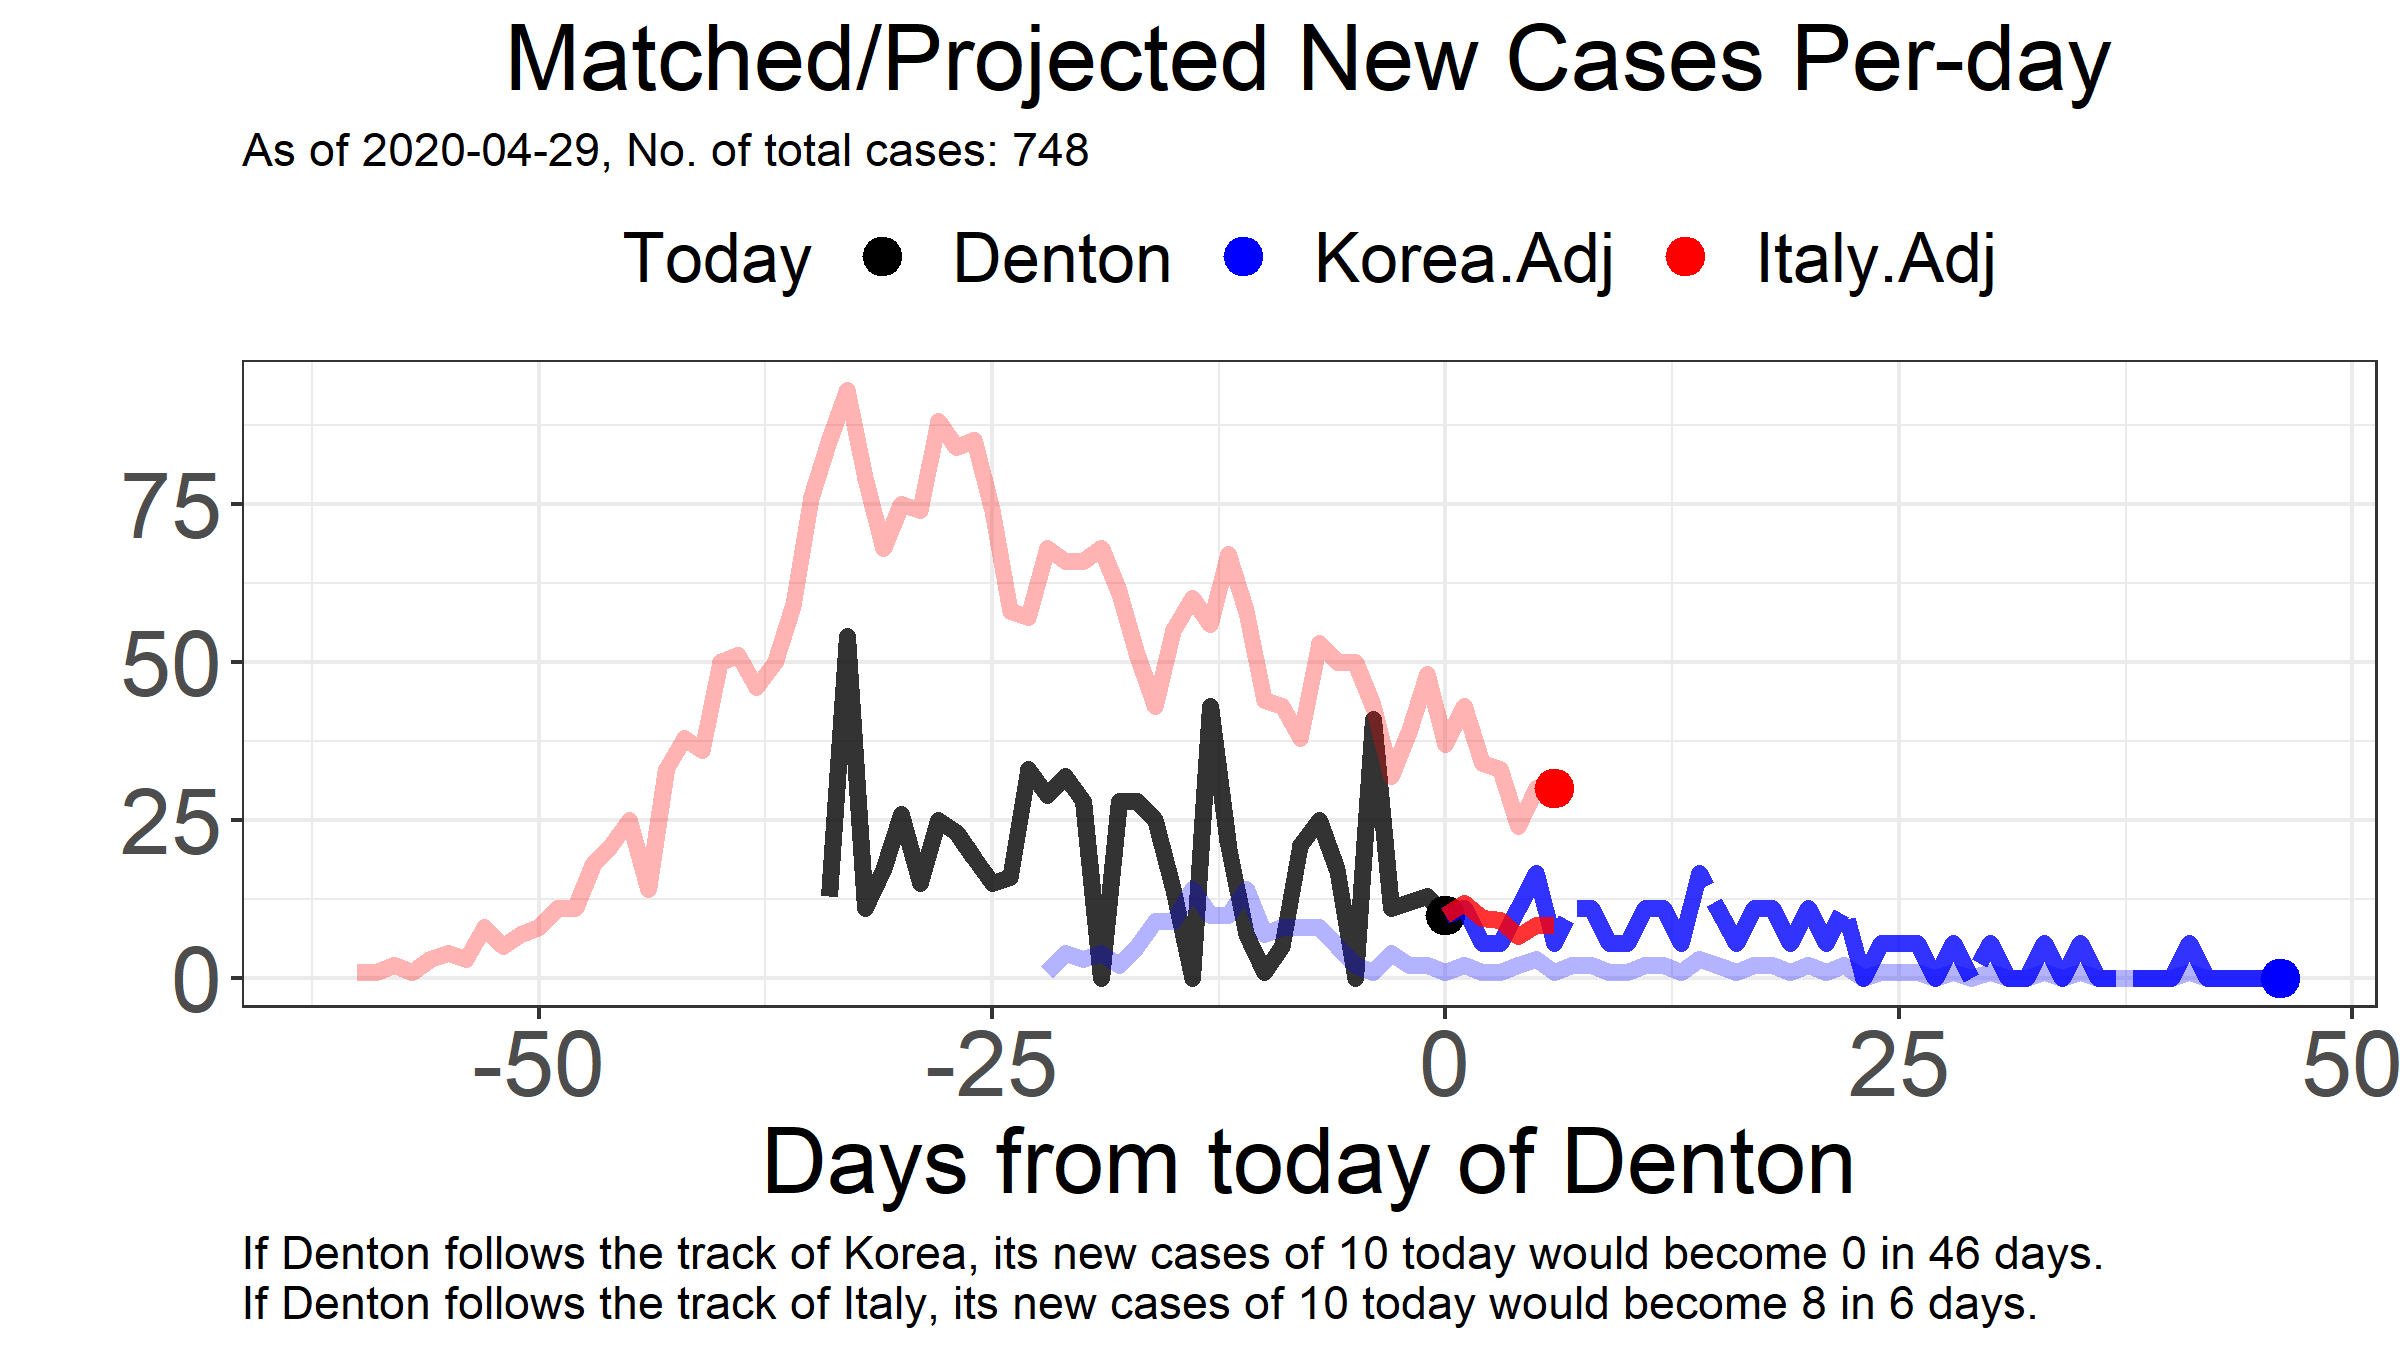 Matched/Projected New Cases Per-day
As of 2020-04-29, No. of total cases: 748
Today Denton Korea.Adj Italy.Adj
75
50
25
0
-50 -25 0 25 50
Days from today of Denton
If Denton follows the track of Korea, its new cases of 10 today would become 0 in 46 days.
If Denton follows the track of Italy, its new cases of 10 today would become 8 in 6 days.